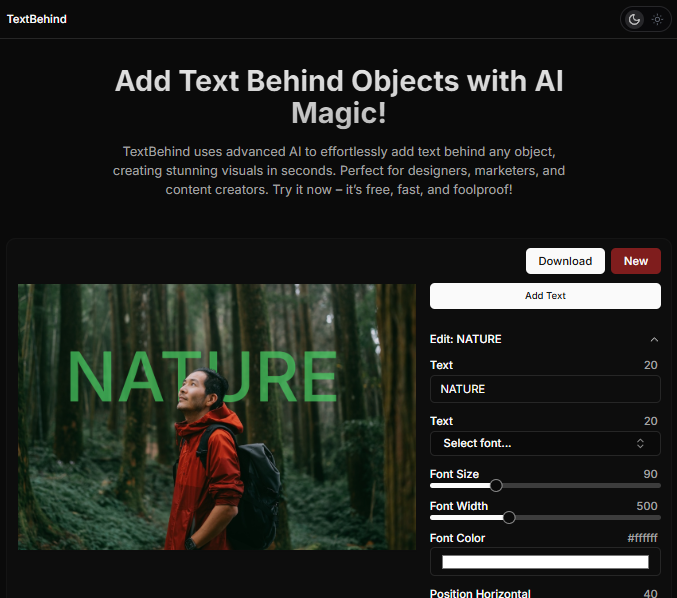 TextBehind
Add Text Behind Objects with AI
Magic!
TextBehind uses advanced AI to effortlessly add text behind any object,
creating stunning visuals in seconds. Perfect for designers, marketers, and
content creators. Try it now – it's free, fast, and foolproof!
Download
New
NATURE
Add Text
Edit: NATURE
Text 20
NATURE
Text 20
Select font...
Font Size 90
Font Width 500
Font Color #ffffff
Position Horizontal 40